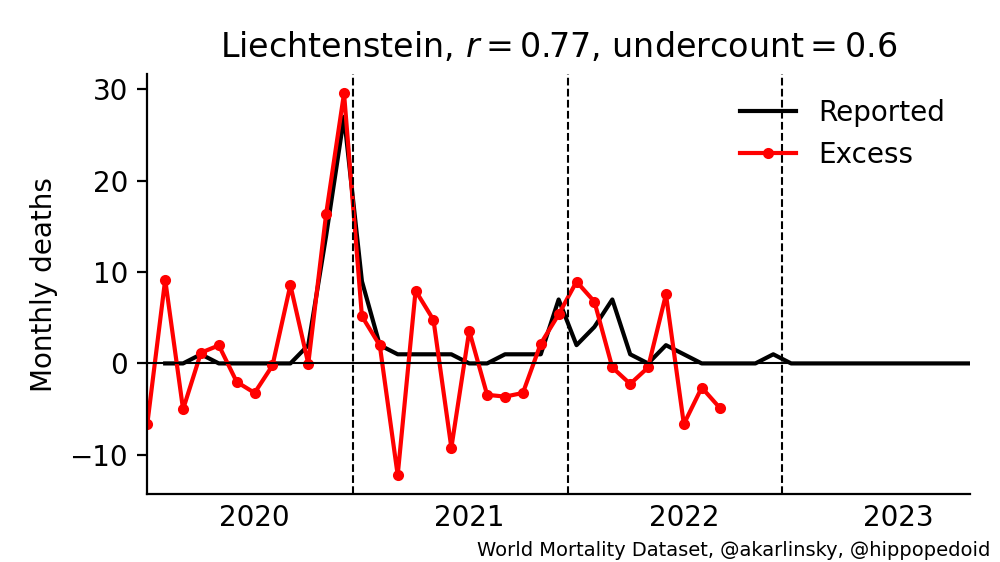 Liechtenstein, r = 0.77, undercount = 0.6
Monthly deaths
30
20
10
0
−10
Reported
Excess
2020 2021 2022 2023
World Mortality Dataset, @akarlinsky, @hippopedoid